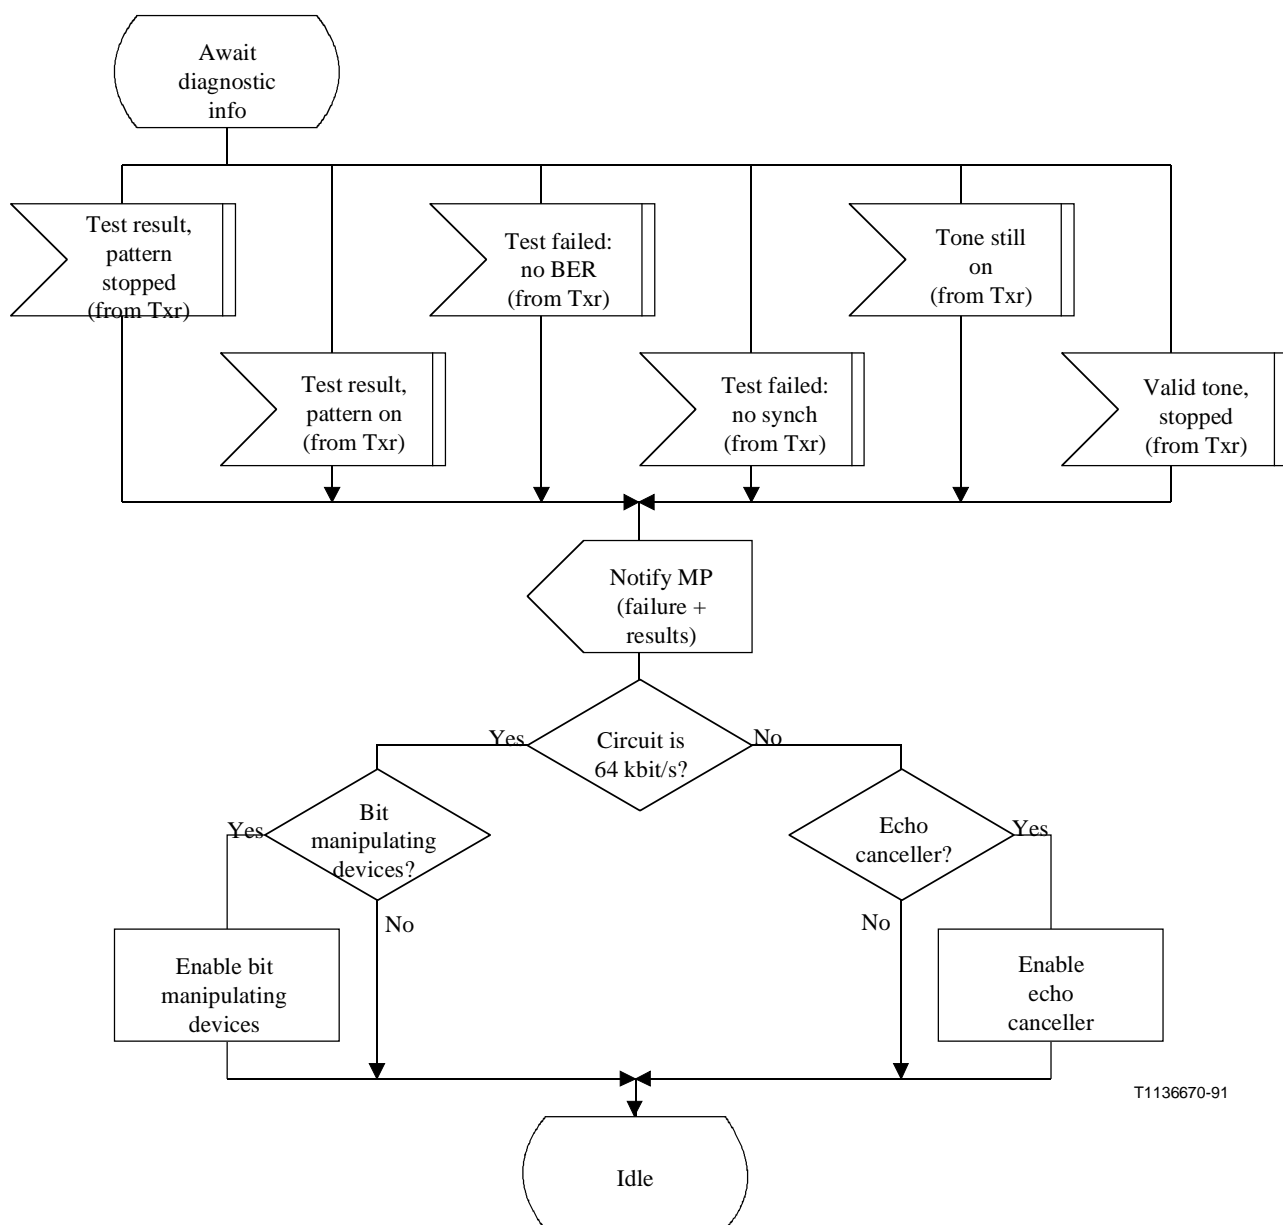 Await
diagnostic
info
Test result,
pattern
stopped
(from Txr)
Test failed:
no BER
(from Txr)
Tone still
on
(from Txr)
Test result,
pattern on
(from Txr)
Test failed:
no synch
(from Txr)
Valid tone,
stopped
(from Txr)
Notify MP
(failure +
results)
Yes
Circuit is
64 kbit/s?
No
Yes
Bit
manipulating
devices?
No
Echo
canceller?
Yes
No
Enable bit
manipulating
devices
Enable
echo
canceller
T1136670-91
Idle